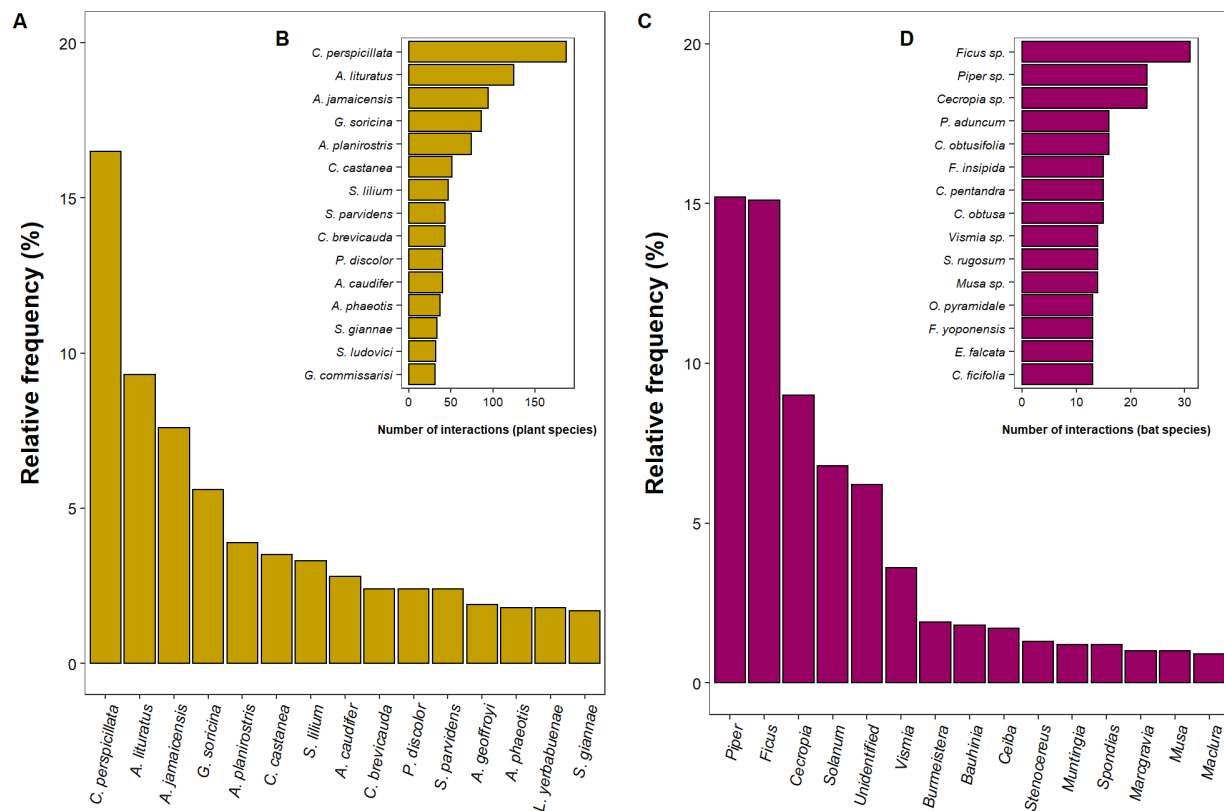 A
Relative frequency (%)
20
15
10
5
0
C. perspicillata
A. lituratus
A. jamaicensis
G. soricina
A. planirostris
C. castanea
S. lilium
A. caudifer
C. brevicauda
P. discolor
S. parvidens
A. geoffroyi
A. phaeotis
L. yerbabuenae
S. giannae
B
C. perspicillata
A. lituratus
A. jamaicensis
G. soricina
A. planirostris
C. castanea
S. lilium
S. parvidens
C. brevicauda
P. discolor
A. caudifer
A. phaeotis
S. giannae
S. ludovici
G. commissarisi
0 50 100 150
Number of interactions (plant species)
C
Relative frequency (%)
20
15
10
5
0
Piper
Ficus
Cecropia
Solanum
Unidentified
Vismia
Burmeistera
Bauhinia
Ceiba
Stenocereus
Muntingia
Spondias
Marcgravia
Musa
Maclura
D
Ficus sp.
Piper sp.
Cecropia sp.
P. aduncum
C. obtusifolia
F. insipida
C. pentandra
C. obtusa
Vismia sp.
S. rugosum
Musa sp.
O. pyramidale
F. yoponensis
E. falcata
C. ficifolia
0 10 20 30
Number of interactions (bat species)